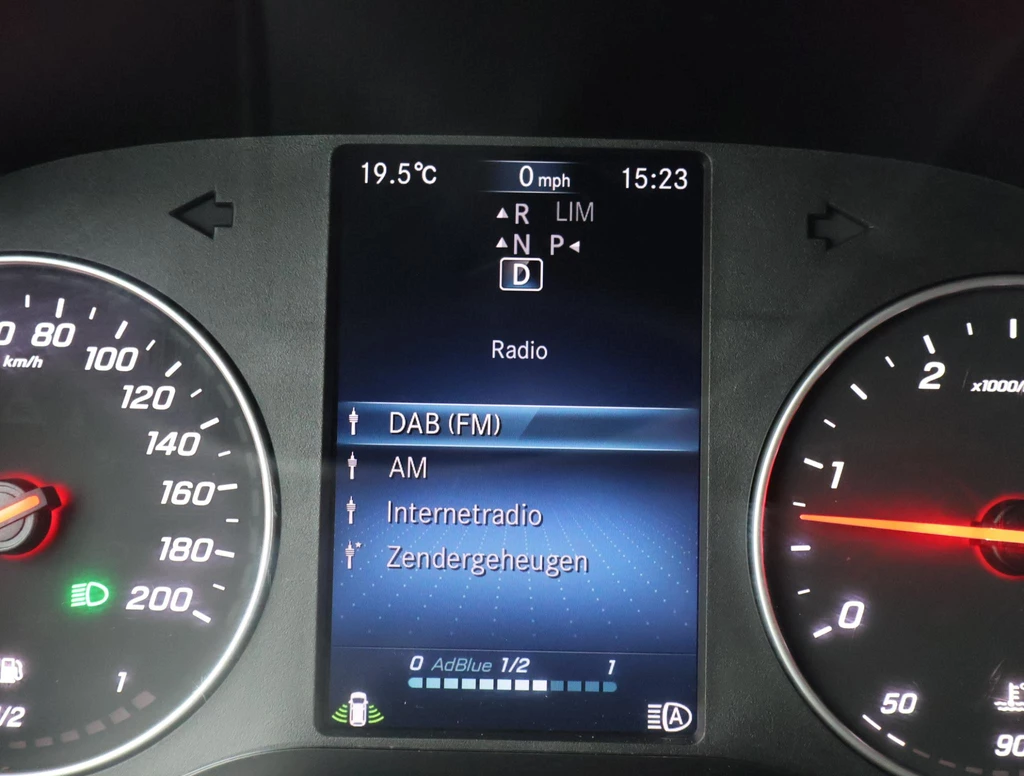 19.5°C 0 mph 15:23
R LIM
N P
D
Radio
DAB (FM)
AM
Internetradio
Zendergeheugen
0 AdBlue 1/2 1
80
km/h
100
120
140
160
180
200
1
1/2
2
x1000/
1
0
50
90
A